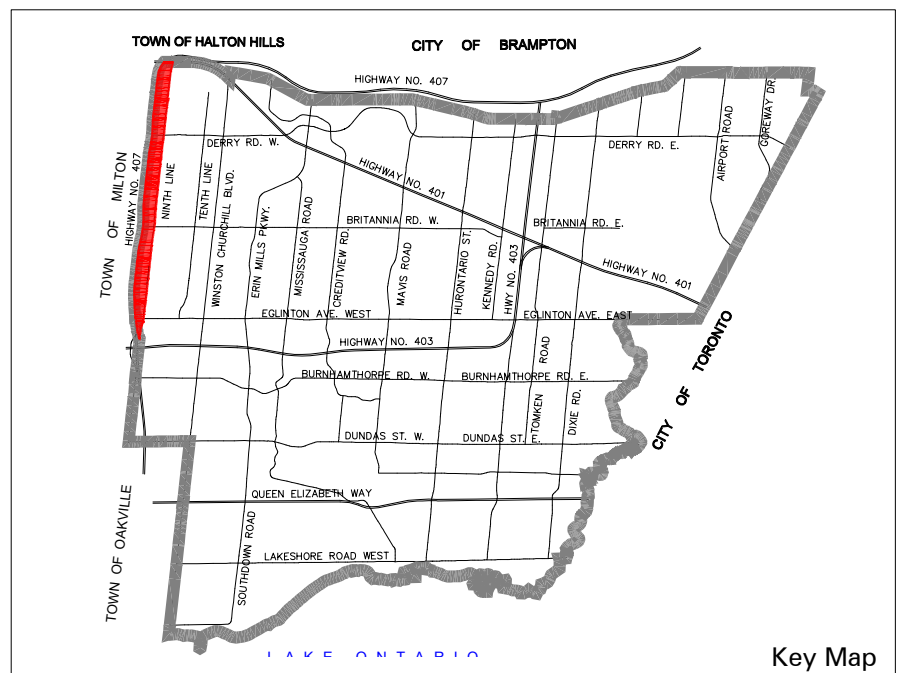 TOWN OF HALTON HILLS
CITY OF BRAMPTON
HIGHWAY NO. 407
DERRY RD. W.
DERRY RD. E.
AIRPORT ROAD
GOREWAY DR.
TOWN OF MILTON
HIGHWAY NO. 407
NINTH LINE
TENTH LINE
WINSTON CHURCHILL BLVD.
ERIN MILLS PKWY.
MISSISSAUGA ROAD
CREDITVIEW RD.
MAVIS ROAD
HURONTARIO ST.
KENNEDY RD.
HWY NO. 403
HIGHWAY NO. 401
BRITANNIA RD. W.
BRITANNIA RD. E.
HIGHWAY NO. 401
EGLINTON AVE. WEST
EGLINTON AVE. EAST
HIGHWAY NO. 403
BURNHAMTHORPE RD. W.
BURNHAMTHORPE RD. E.
TOMKEN ROAD
DIXIE RD.
CITY OF TORONTO
DUNDAS ST. W.
DUNDAS ST. E.
QUEEN ELIZABETH WAY
TOWN OF OAKVILLE
SOUTHDOWN ROAD
LAKESHORE ROAD WEST
LAKE ONTARIO
Key Map